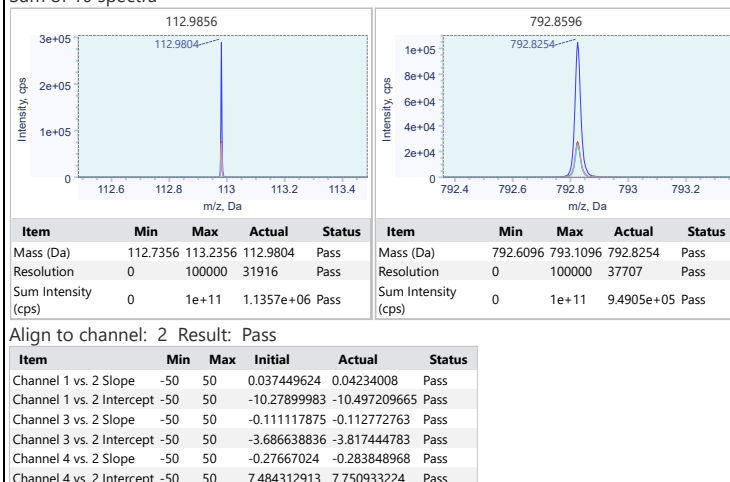 Sum of 10 spectra
112.9856
3e+05
2e+05
1e+05
0
Intensity, cps
112.9804
112.6 112.8 113 113.2 113.4
m/z, Da
Item Min Max Actual Status
Mass (Da) 112.7356 113.2356 112.9804 Pass
Resolution 0 100000 31916 Pass
Sum Intensity
(cps) 0 1e+11 1.1357e+06 Pass
792.8596
1e+05
8e+04
6e+04
4e+04
2e+04
0
Intensity, cps
792.8254
792.4 792.6 792.8 793 793.2
m/z, Da
Item Min Max Actual Status
Mass (Da) 792.6096 793.1096 792.8254 Pass
Resolution 0 100000 37707 Pass
Sum Intensity
(cps) 0 1e+11 9.4905e+05 Pass
Align to channel: 2 Result: Pass
Item Min Max Initial Actual Status
Channel 1 vs. 2 Slope -50 50 0.037449624 0.04234008 Pass
Channel 1 vs. 2 Intercept -50 50 -10.27899983 -10.497209665 Pass
Channel 3 vs. 2 Slope -50 50 -0.111117875 -0.112772763 Pass
Channel 3 vs. 2 Intercept -50 50 -3.686638836 -3.817444783 Pass
Channel 4 vs. 2 Slope -50 50 -0.27667024 -0.283848968 Pass
Channel 4 vs. 2 Intercept -50 50 7.484312913 7.750933224 Pass